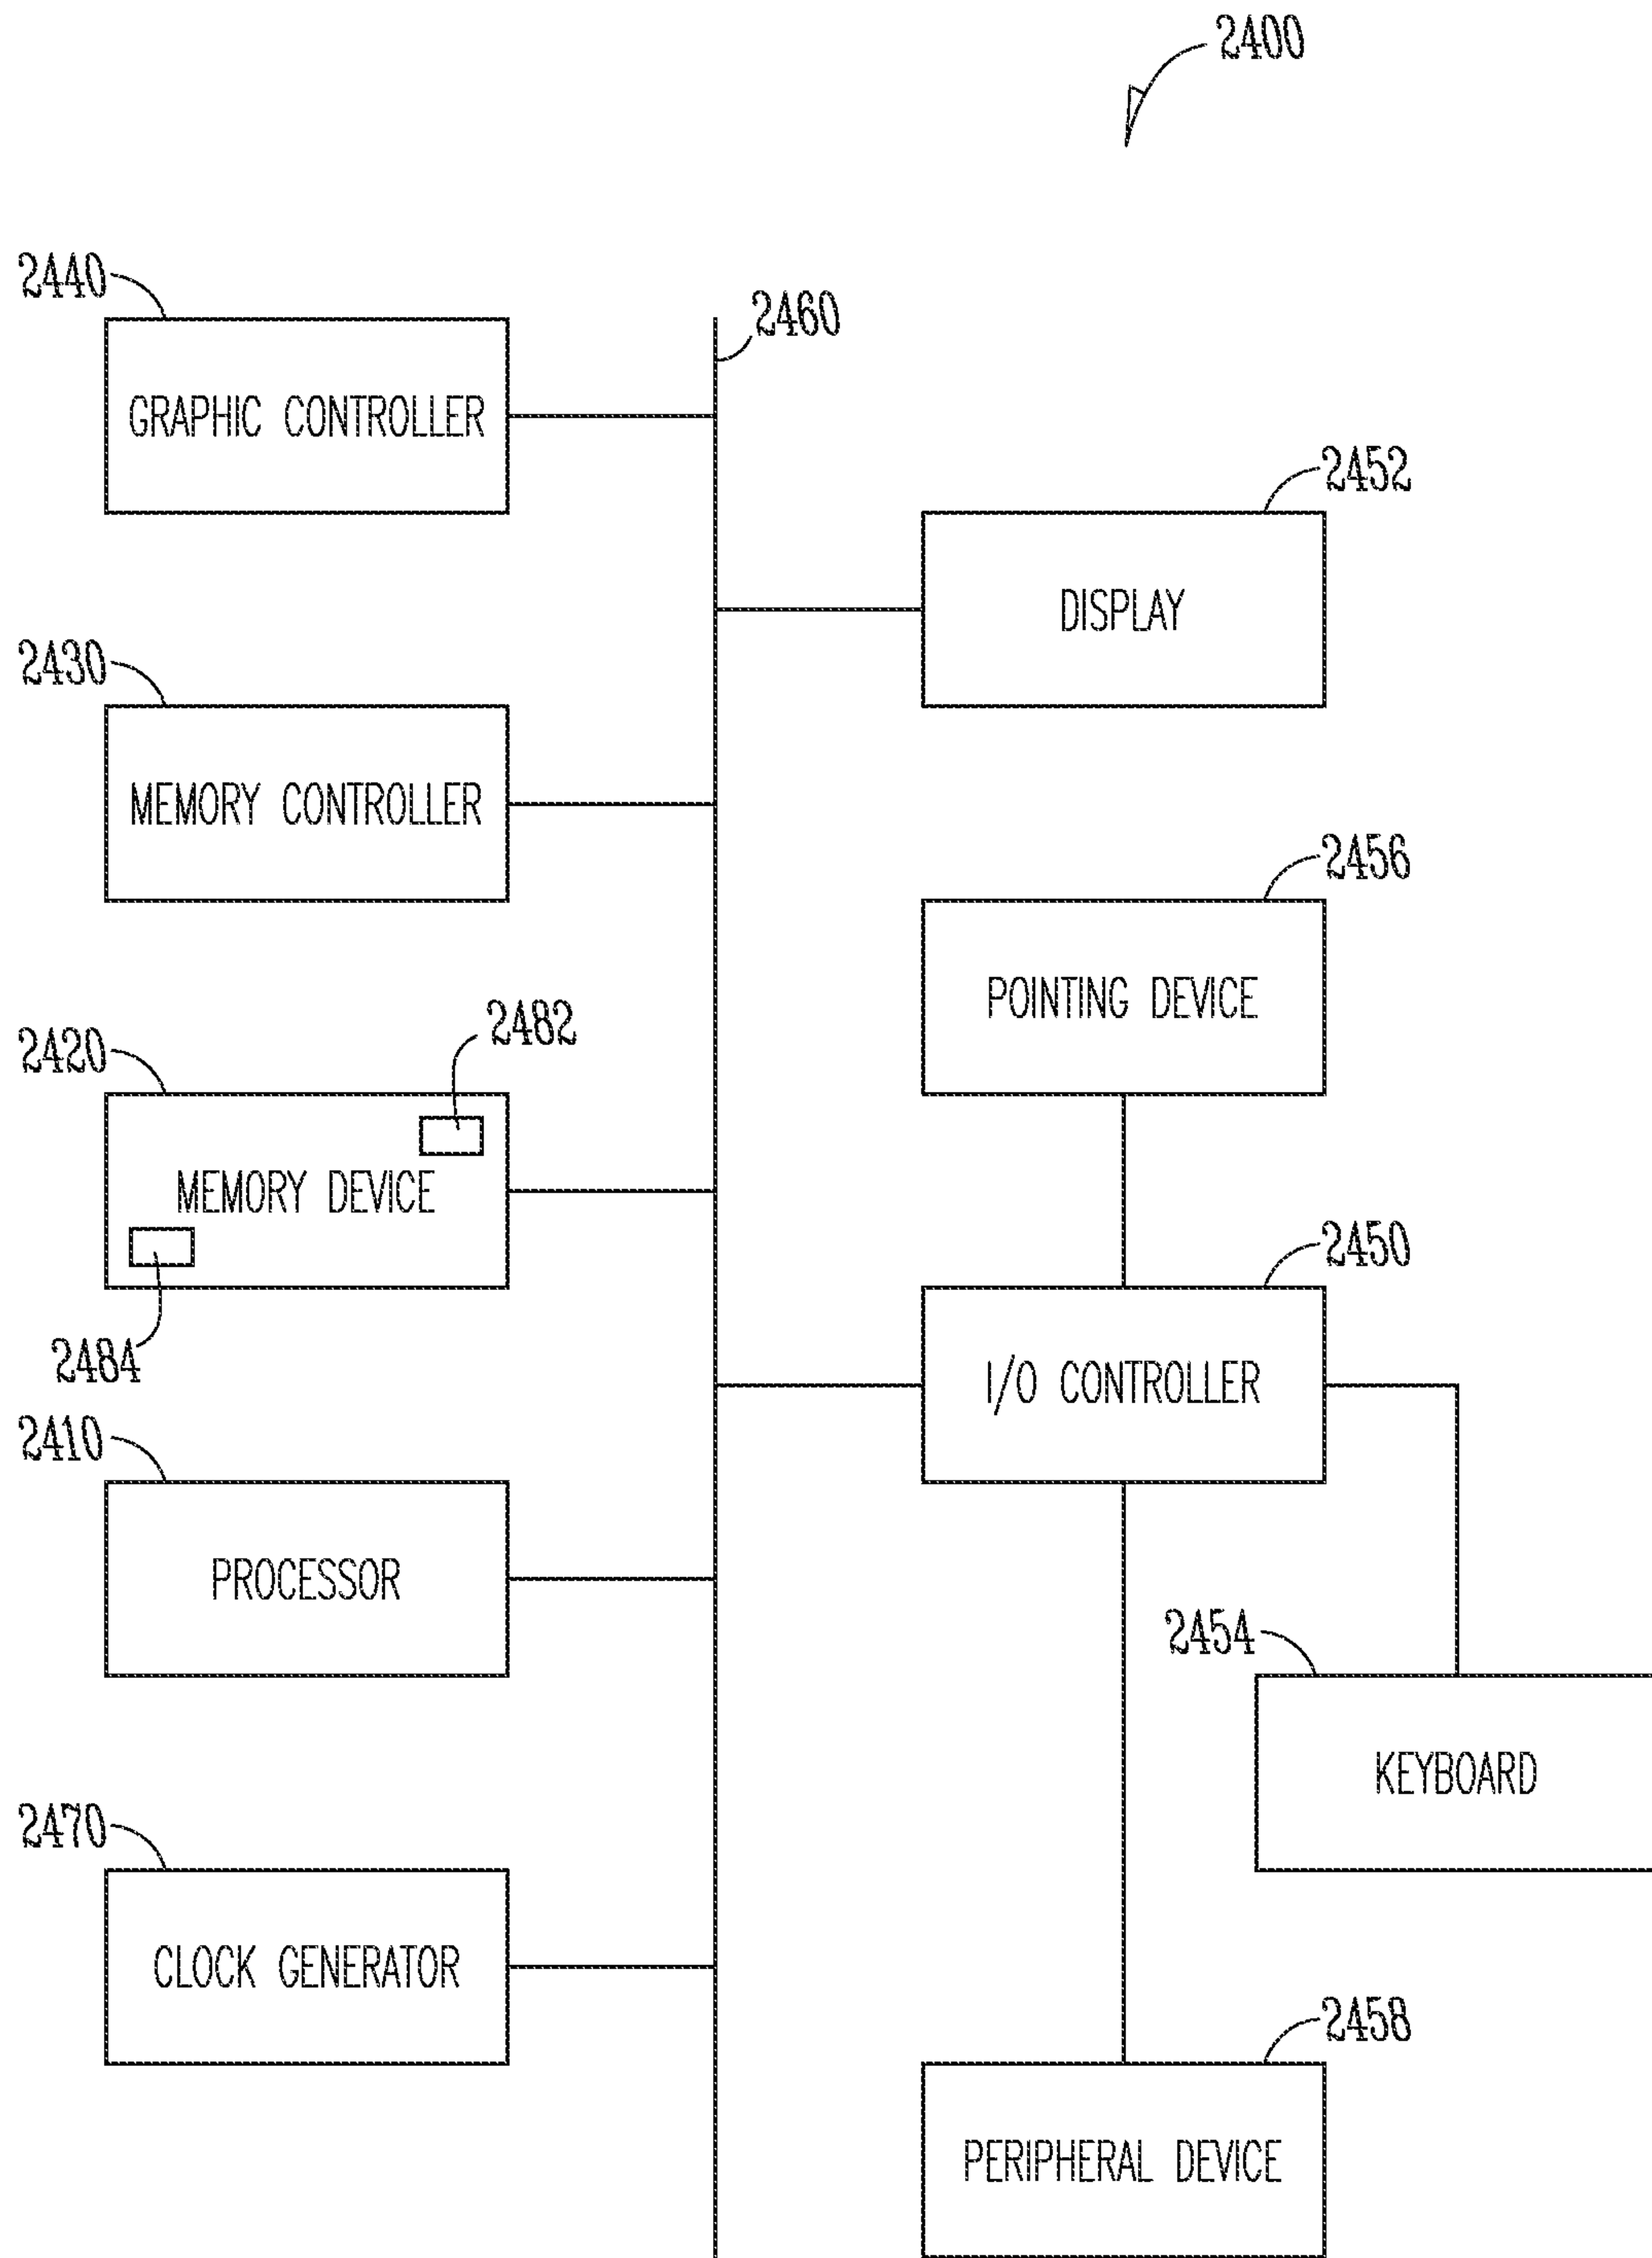 2400
2440
2460
GRAPHIC CONTROLLER
2452
DISPLAY
2430
MEMORY CONTROLLER
2456
POINTING DEVICE
2482
2420
MEMORY DEVICE
2484
2450
I/O CONTROLLER
2410
PROCESSOR
2454
KEYBOARD
2470
CLOCK GENERATOR
2458
PERIPHERAL DEVICE